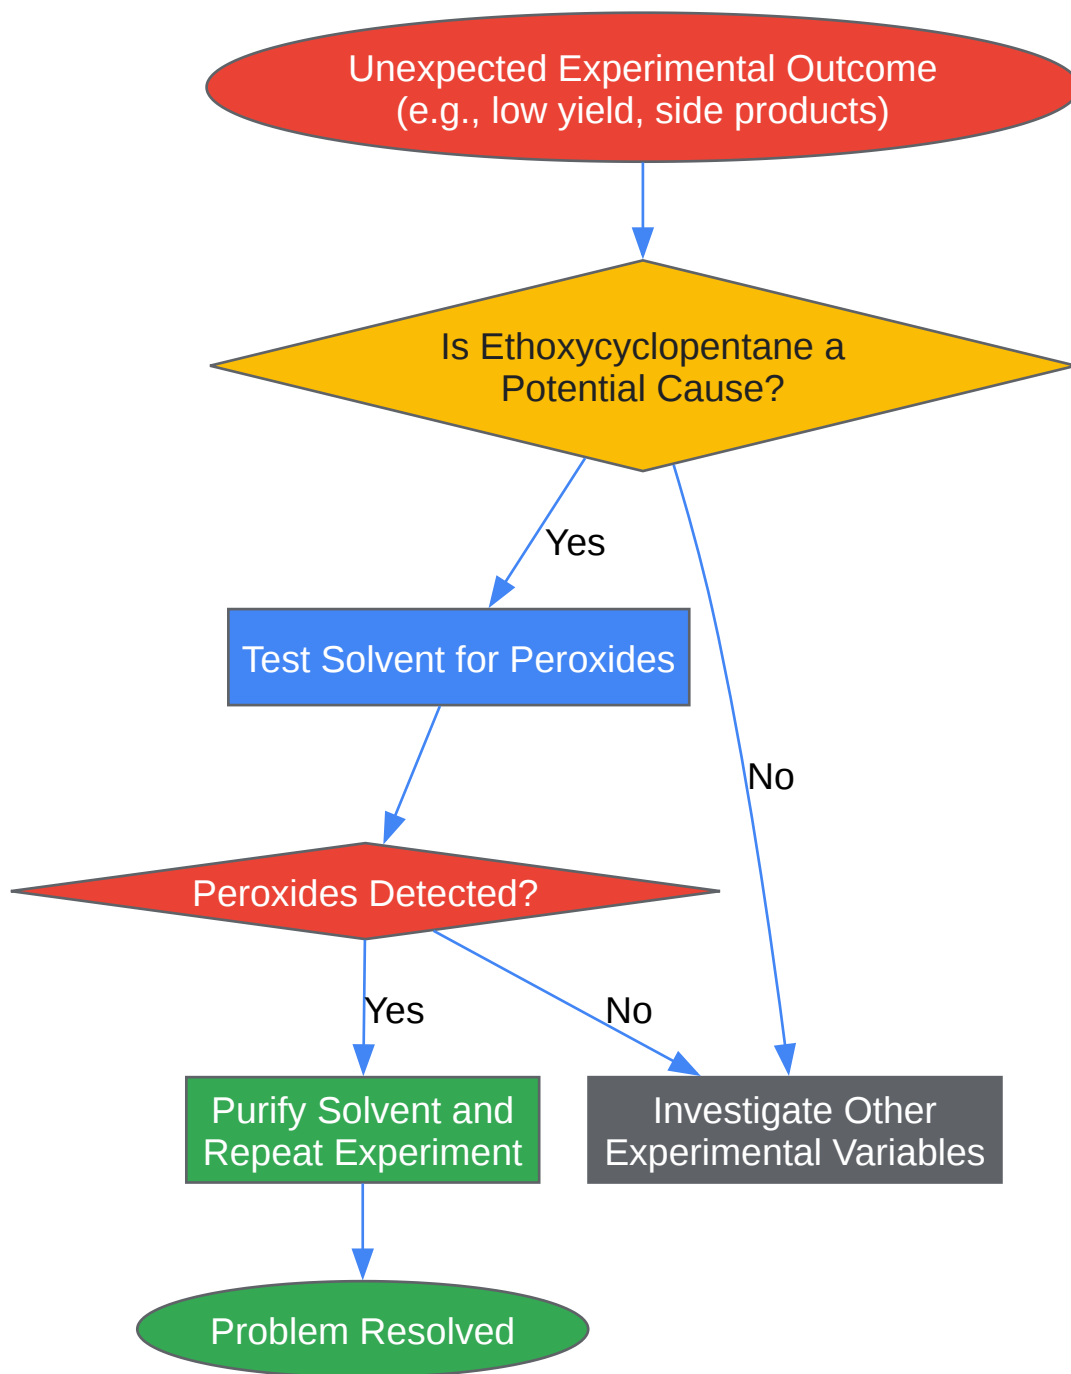 Unexpected Experimental Outcome
(e.g., low yield, side products)
Is Ethoxycyclopentane a
Potential Cause?
Yes
Test Solvent for Peroxides
No
Peroxides Detected?
Yes
No
Purify Solvent and
Repeat Experiment
Investigate Other
Experimental Variables
Problem Resolved